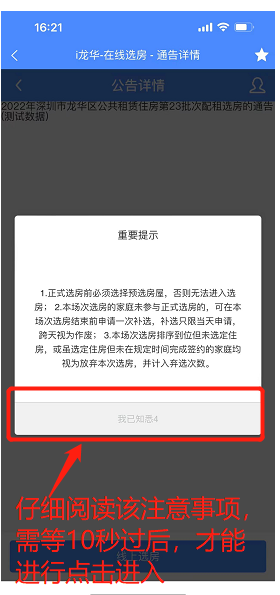 16:21
i龙华-在线选房 - 通告详情
公告详情
2022年深圳市龙华区公共租赁住房第23批次配租选房的通告
(测试数据)
重要提示
1.正式选房前必须选择预选房屋，否则无法进入选
房； 2.本场次选房的家庭未参与正式选房的，可在本
场次选房结束前申请一次补选，补选只限当天申请，
跨天视为作废； 3.本场次选房排序到位但未选定住
房，或虽选定住房但未在规定时间完成签约的家庭均
视为放弃本次选房，并计入弃选次数。
我已知悉4
仔细阅读该注意事项，
需等10秒过后，才能
进行点击进入
线上选房